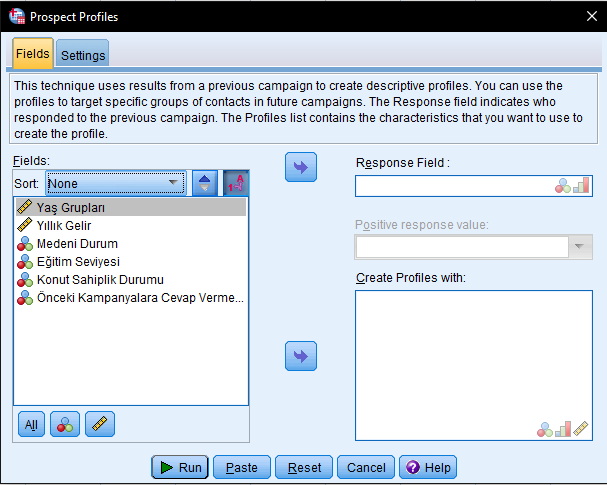 Prospect Profiles
Fields
Settings
This technique uses results from a previous campaign to create descriptive profiles. You can use the
profiles to target specific groups of contacts in future campaigns. The Response field indicates who
responded to the previous campaign. The Profiles list contains the characteristics that you want to use to
create the profile.
Fields:
Sort: None
Yaş Grupları
Yıllık Gelir
Medeni Durum
Eğitim Seviyesi
Konut Sahiplik Durumu
Önceki Kampanyalara Cevap Verme...
All
Response Field :
Positive response value:
Create Profiles with:
Run
Paste
Reset
Cancel
Help